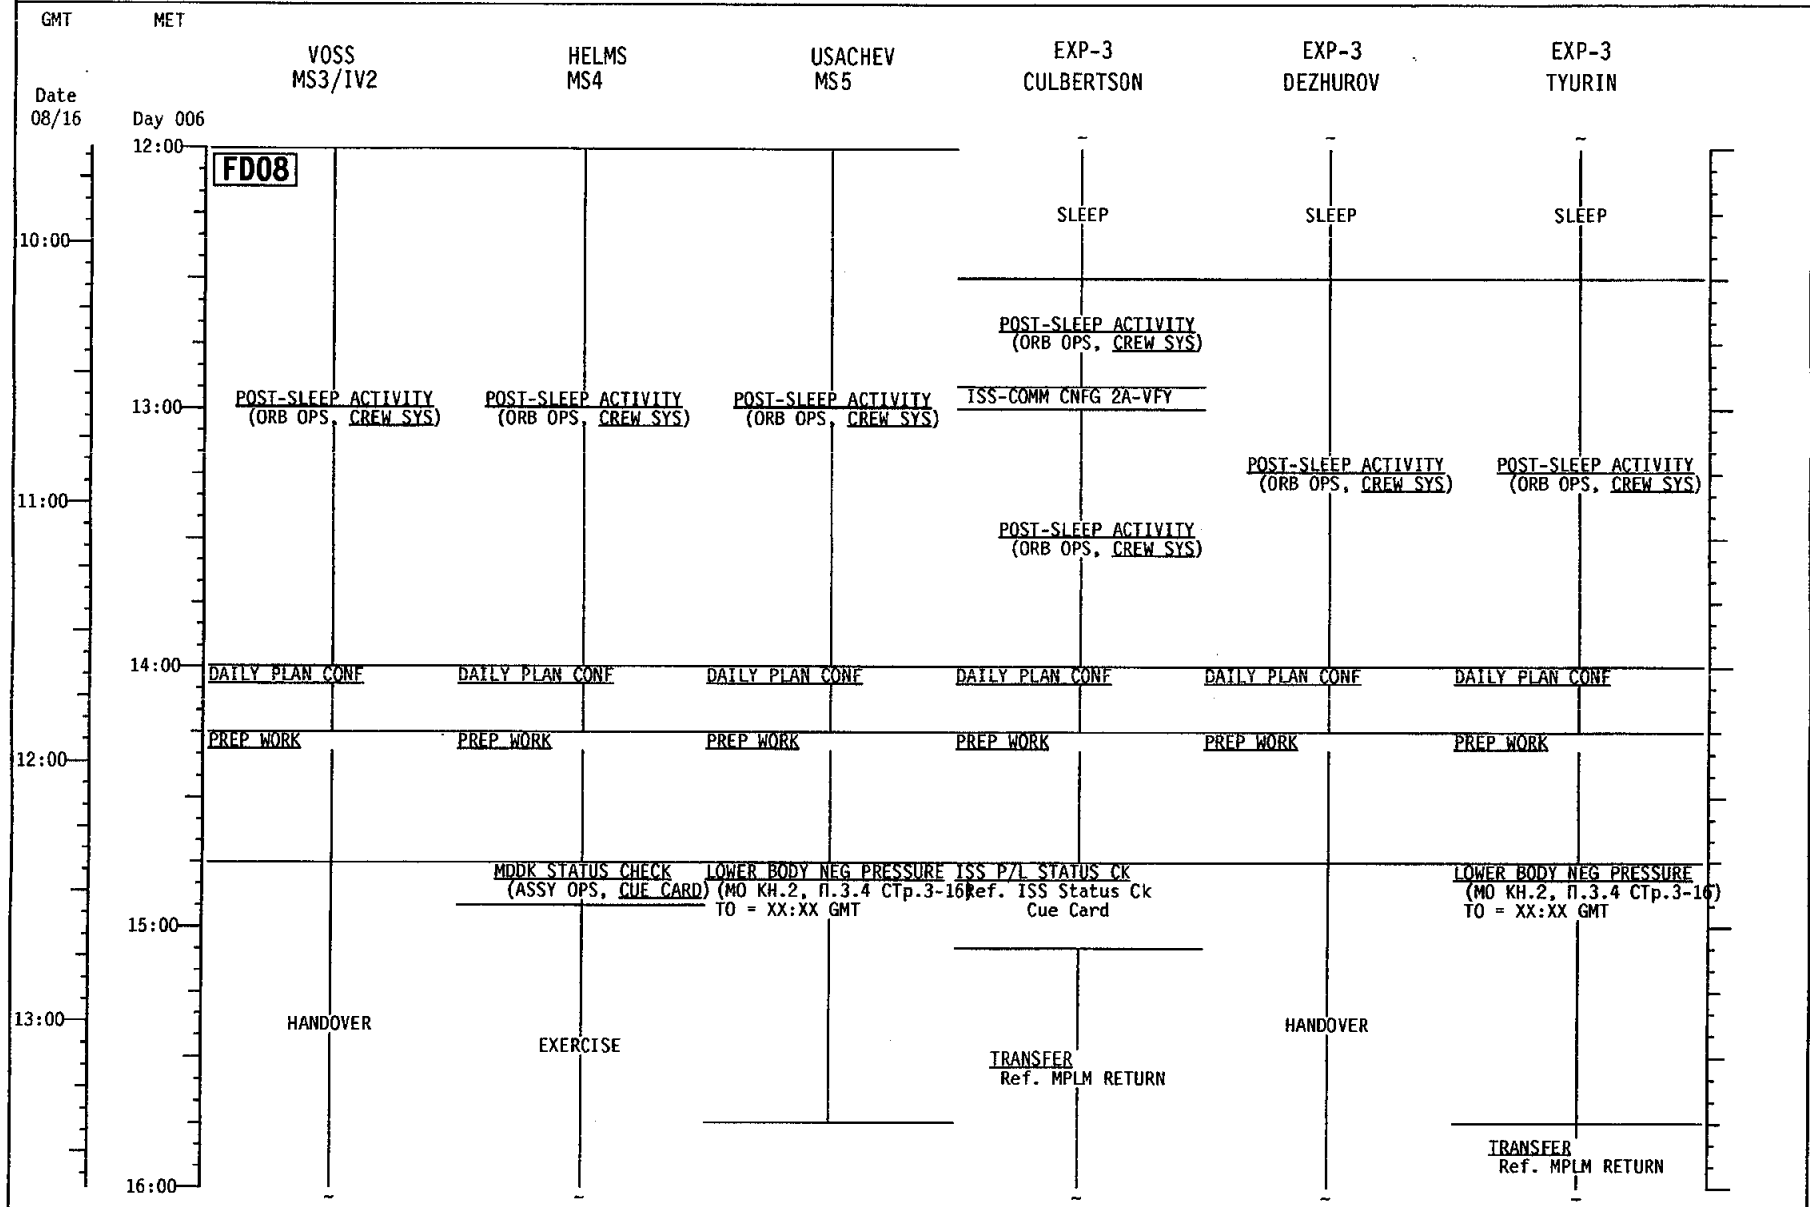 GMT MET
VOSS HELMS USACHEV EXP-3 EXP-3 EXP-3
MS3/IV2 MS4 MS5 CULBERTSON DEZHUROV TYURIN
Date
08/16 Day 006
12:00
FD08
SLEEP SLEEP SLEEP
10:00
POST-SLEEP ACTIVITY
(ORB OPS, CREW SYS)
POST-SLEEP ACTIVITY POST-SLEEP ACTIVITY POST-SLEEP ACTIVITY ISS-COMM CNFG 2A-VFY
13:00
(ORB OPS, CREW SYS) (ORB OPS, CREW SYS) (ORB OPS, CREW SYS)
POST-SLEEP ACTIVITY POST-SLEEP ACTIVITY
(ORB OPS, CREW SYS) (ORB OPS, CREW SYS)
11:00
POST-SLEEP ACTIVITY
(ORB OPS, CREW SYS)
14:00
DAILY PLAN CONF DAILY PLAN CONF DAILY PLAN CONF DAILY PLAN CONF DAILY PLAN CONF DAILY PLAN CONF
PREP WORK PREP WORK PREP WORK PREP WORK PREP WORK PREP WORK
12:00
MDDK STATUS CHECK LOWER BODY NEG PRESSURE ISS P/L STATUS CK LOWER BODY NEG PRESSURE
(ASSY OPS, CUE CARD) (МО КН.2, П.3.4 СТр.3-16) Ref. ISS Status Ck (МО КН.2, П.3.4 СТр.3-16)
TO = XX:XX GMT Cue Card TO = XX:XX GMT
15:00
13:00
HANDOVER HANDOVER
EXERCISE
TRANSFER
Ref. MPLM RETURN
TRANSFER
Ref. MPLM RETURN
16:00